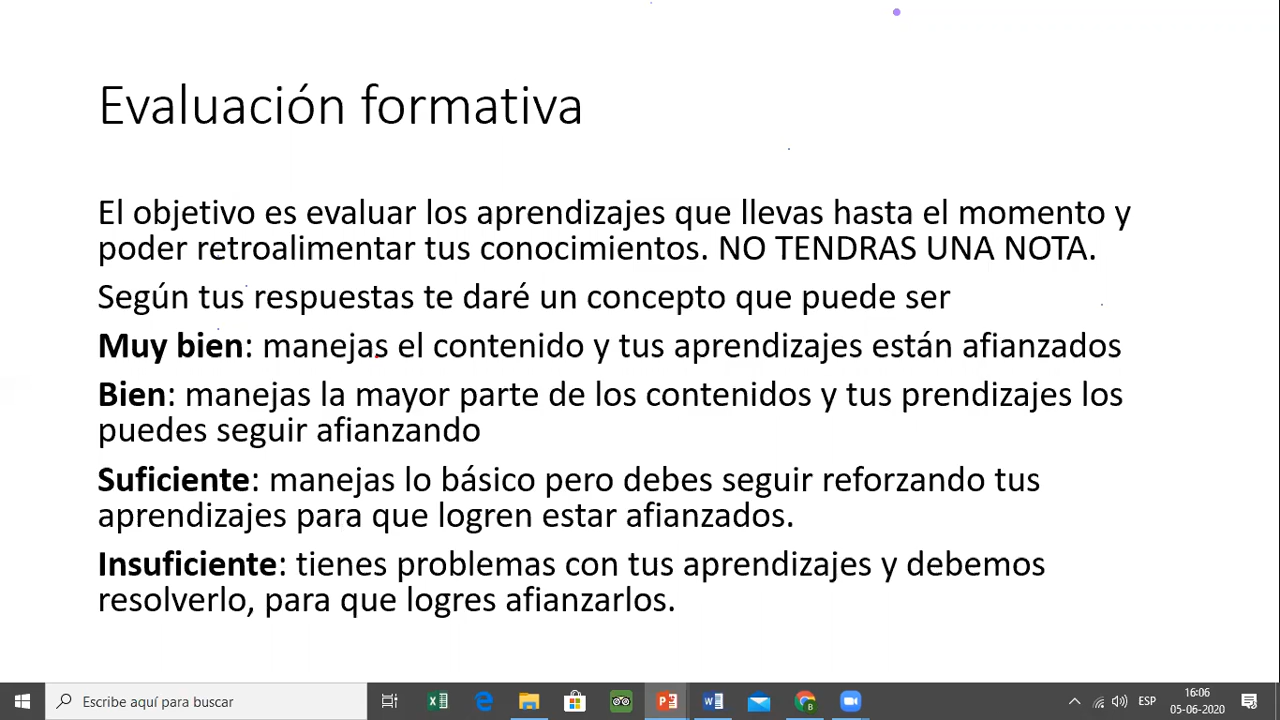 Evaluación formativa
El objetivo es evaluar los aprendizajes que llevas hasta el momento y
poder retroalimentar tus conocimientos. NO TENDRAS UNA NOTA.
Según tus respuestas te daré un concepto que puede ser
Muy bien: manejas el contenido y tus aprendizajes están afianzados
Bien: manejas la mayor parte de los contenidos y tus prendizajes los
puedes seguir afianzando
Suficiente: manejas lo básico pero debes seguir reforzando tus
aprendizajes para que logren estar afianzados.
Insuficiente: tienes problemas con tus aprendizajes y debemos
resolverlo, para que logres afianzarlos.
Escribe aquí para buscar
ESP
16:06
05-06-2020